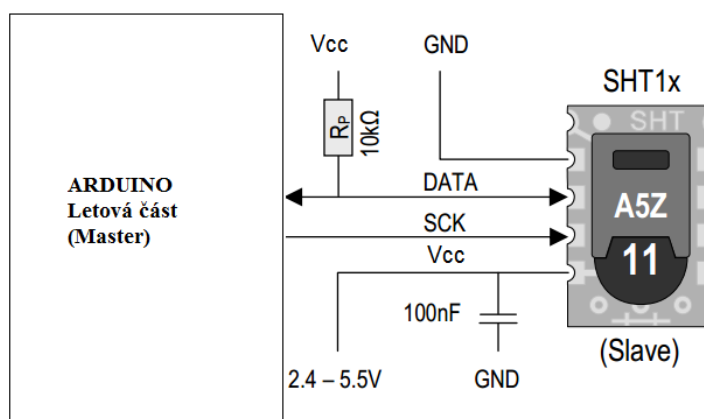 Vcc
GND
SHT1x
RP
10kΩ
SHT
ARDUINO
Letová část
(Master)
DATA
A5Z
SCK
Vcc
11
100nF
(Slave)
2.4 – 5.5V
GND